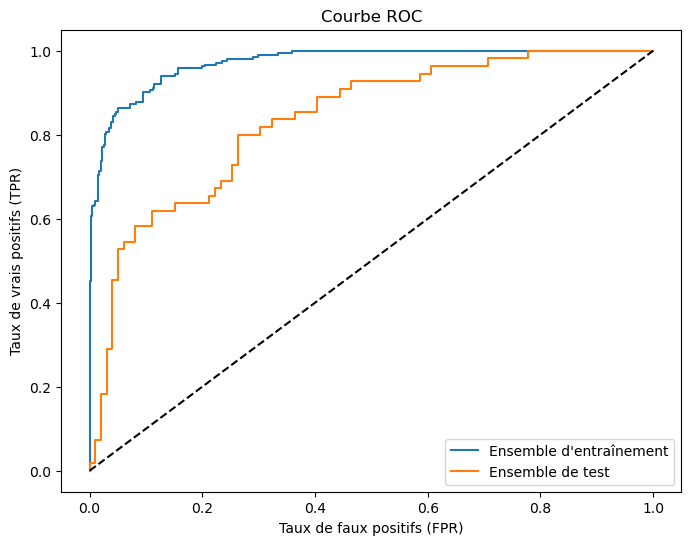 Courbe ROC
1.0
0.8
0.6
0.4
0.2
0.0
Taux de vrais positifs (TPR)
0.0 0.2 0.4 0.6 0.8 1.0
Taux de faux positifs (FPR)
Ensemble d'entraînement
Ensemble de test